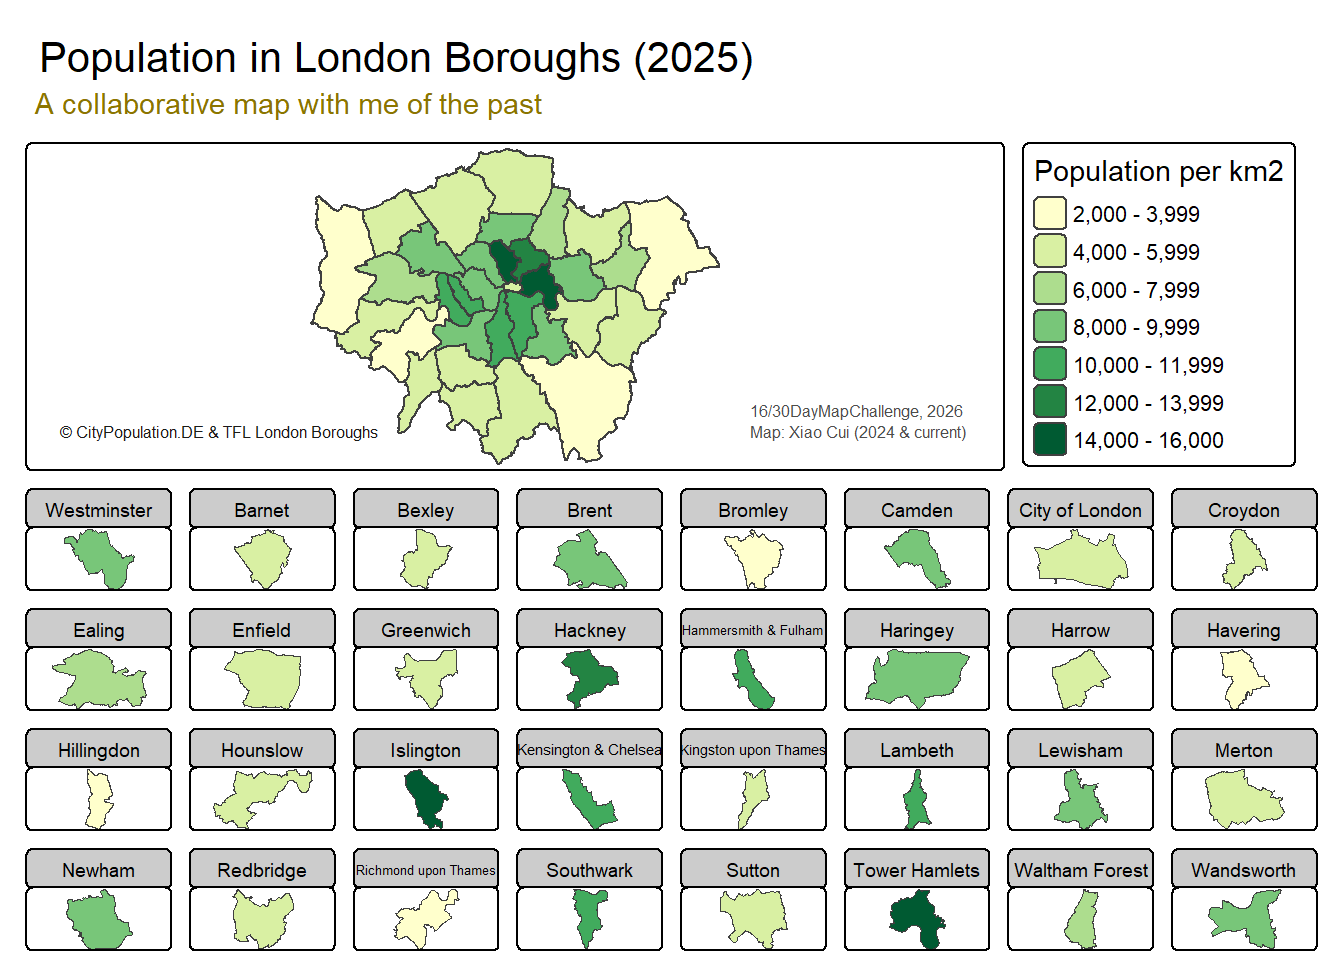 Population in London Boroughs (2025)
A collaborative map with me of the past
Population per km2
2,000 - 3,999
4,000 - 5,999
6,000 - 7,999
8,000 - 9,999
10,000 - 11,999
12,000 - 13,999
14,000 - 16,000
16/30DayMapChallenge, 2026
Map: Xiao Cui (2024 & current)
© CityPopulation.DE & TFL London Boroughs
Westminster
Barnet
Bexley
Brent
Bromley
Camden
City of London
Croydon
Ealing
Enfield
Greenwich
Hackney
Hammersmith & Fulham
Haringey
Harrow
Havering
Hillingdon
Hounslow
Islington
Kensington & Chelsea
Kingston upon Thames
Lambeth
Lewisham
Merton
Newham
Redbridge
Richmond upon Thames
Southwark
Sutton
Tower Hamlets
Waltham Forest
Wandsworth